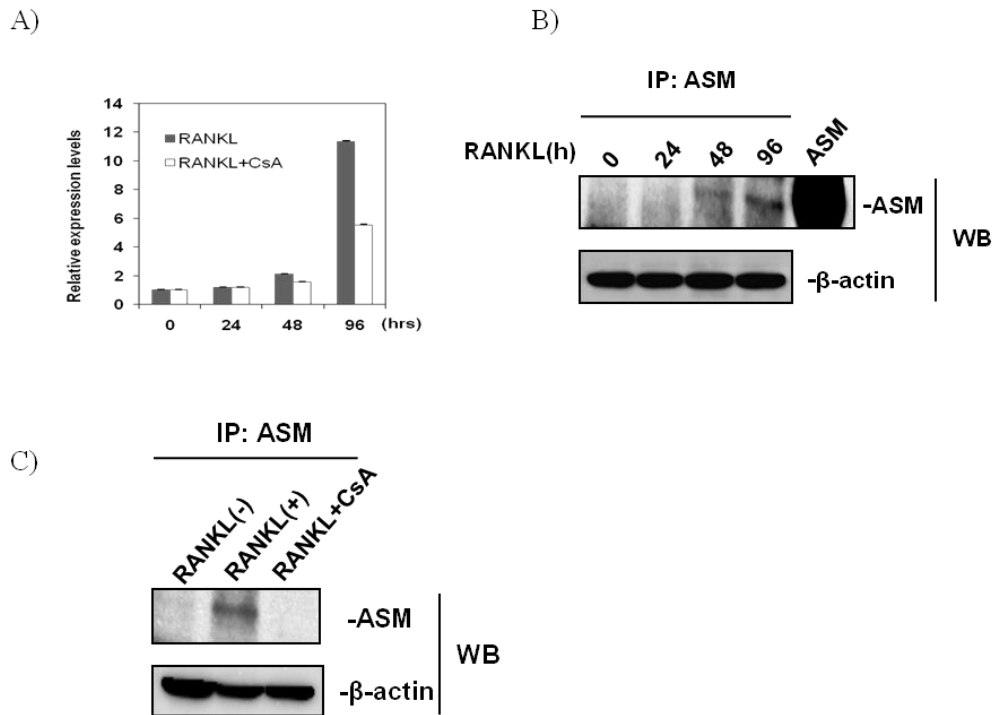 A)
Relative expression levels
14
12
10
8
6
4
2
0
RANKL
RANKL+CsA
0 24 48 96 (hrs)
B)
IP: ASM
RANKL(h) 0 24 48 96 ASM
-ASM
-β-actin
WB
C)
IP: ASM
RANKL(-) RANKL(+) RANKL+CsA
-ASM
-β-actin
WB